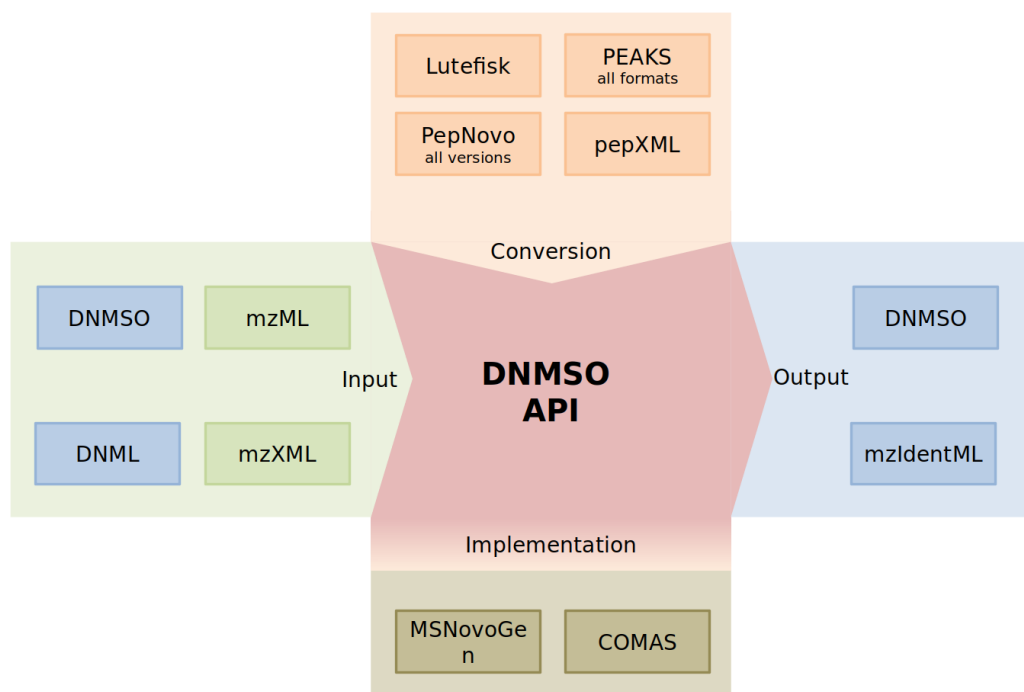 Lutefisk
PEAKS
all formats
PepNovo
all versions
pepXML
Conversion
DNMSO
mzML
DNML
mzXML
Input
DNMSO
API
Output
DNMSO
mzIdentML
Implementation
MSNovoGe
n
COMAS